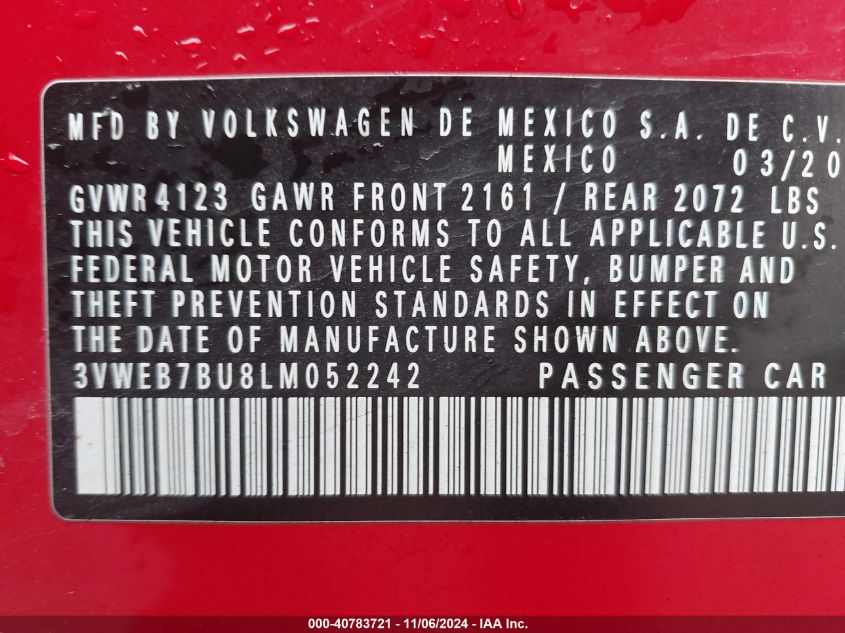 MFD BY VOLKSWAGEN DE MEXICO S.A. DE C.V.
MEXICO 03/20
GVWR4123 GAWR FRONT 2161 / REAR 2072 LBS
THIS VEHICLE CONFORMS TO ALL APPLICABLE U.S.
FEDERAL MOTOR VEHICLE SAFETY, BUMPER AND
THEFT PREVENTION STANDARDS IN EFFECT ON
THE DATE OF MANUFACTURE SHOWN ABOVE.
3VWEB7BU8LM052242 PASSENGER CAR
000-40783721 - 11/06/2024 - IAA Inc.